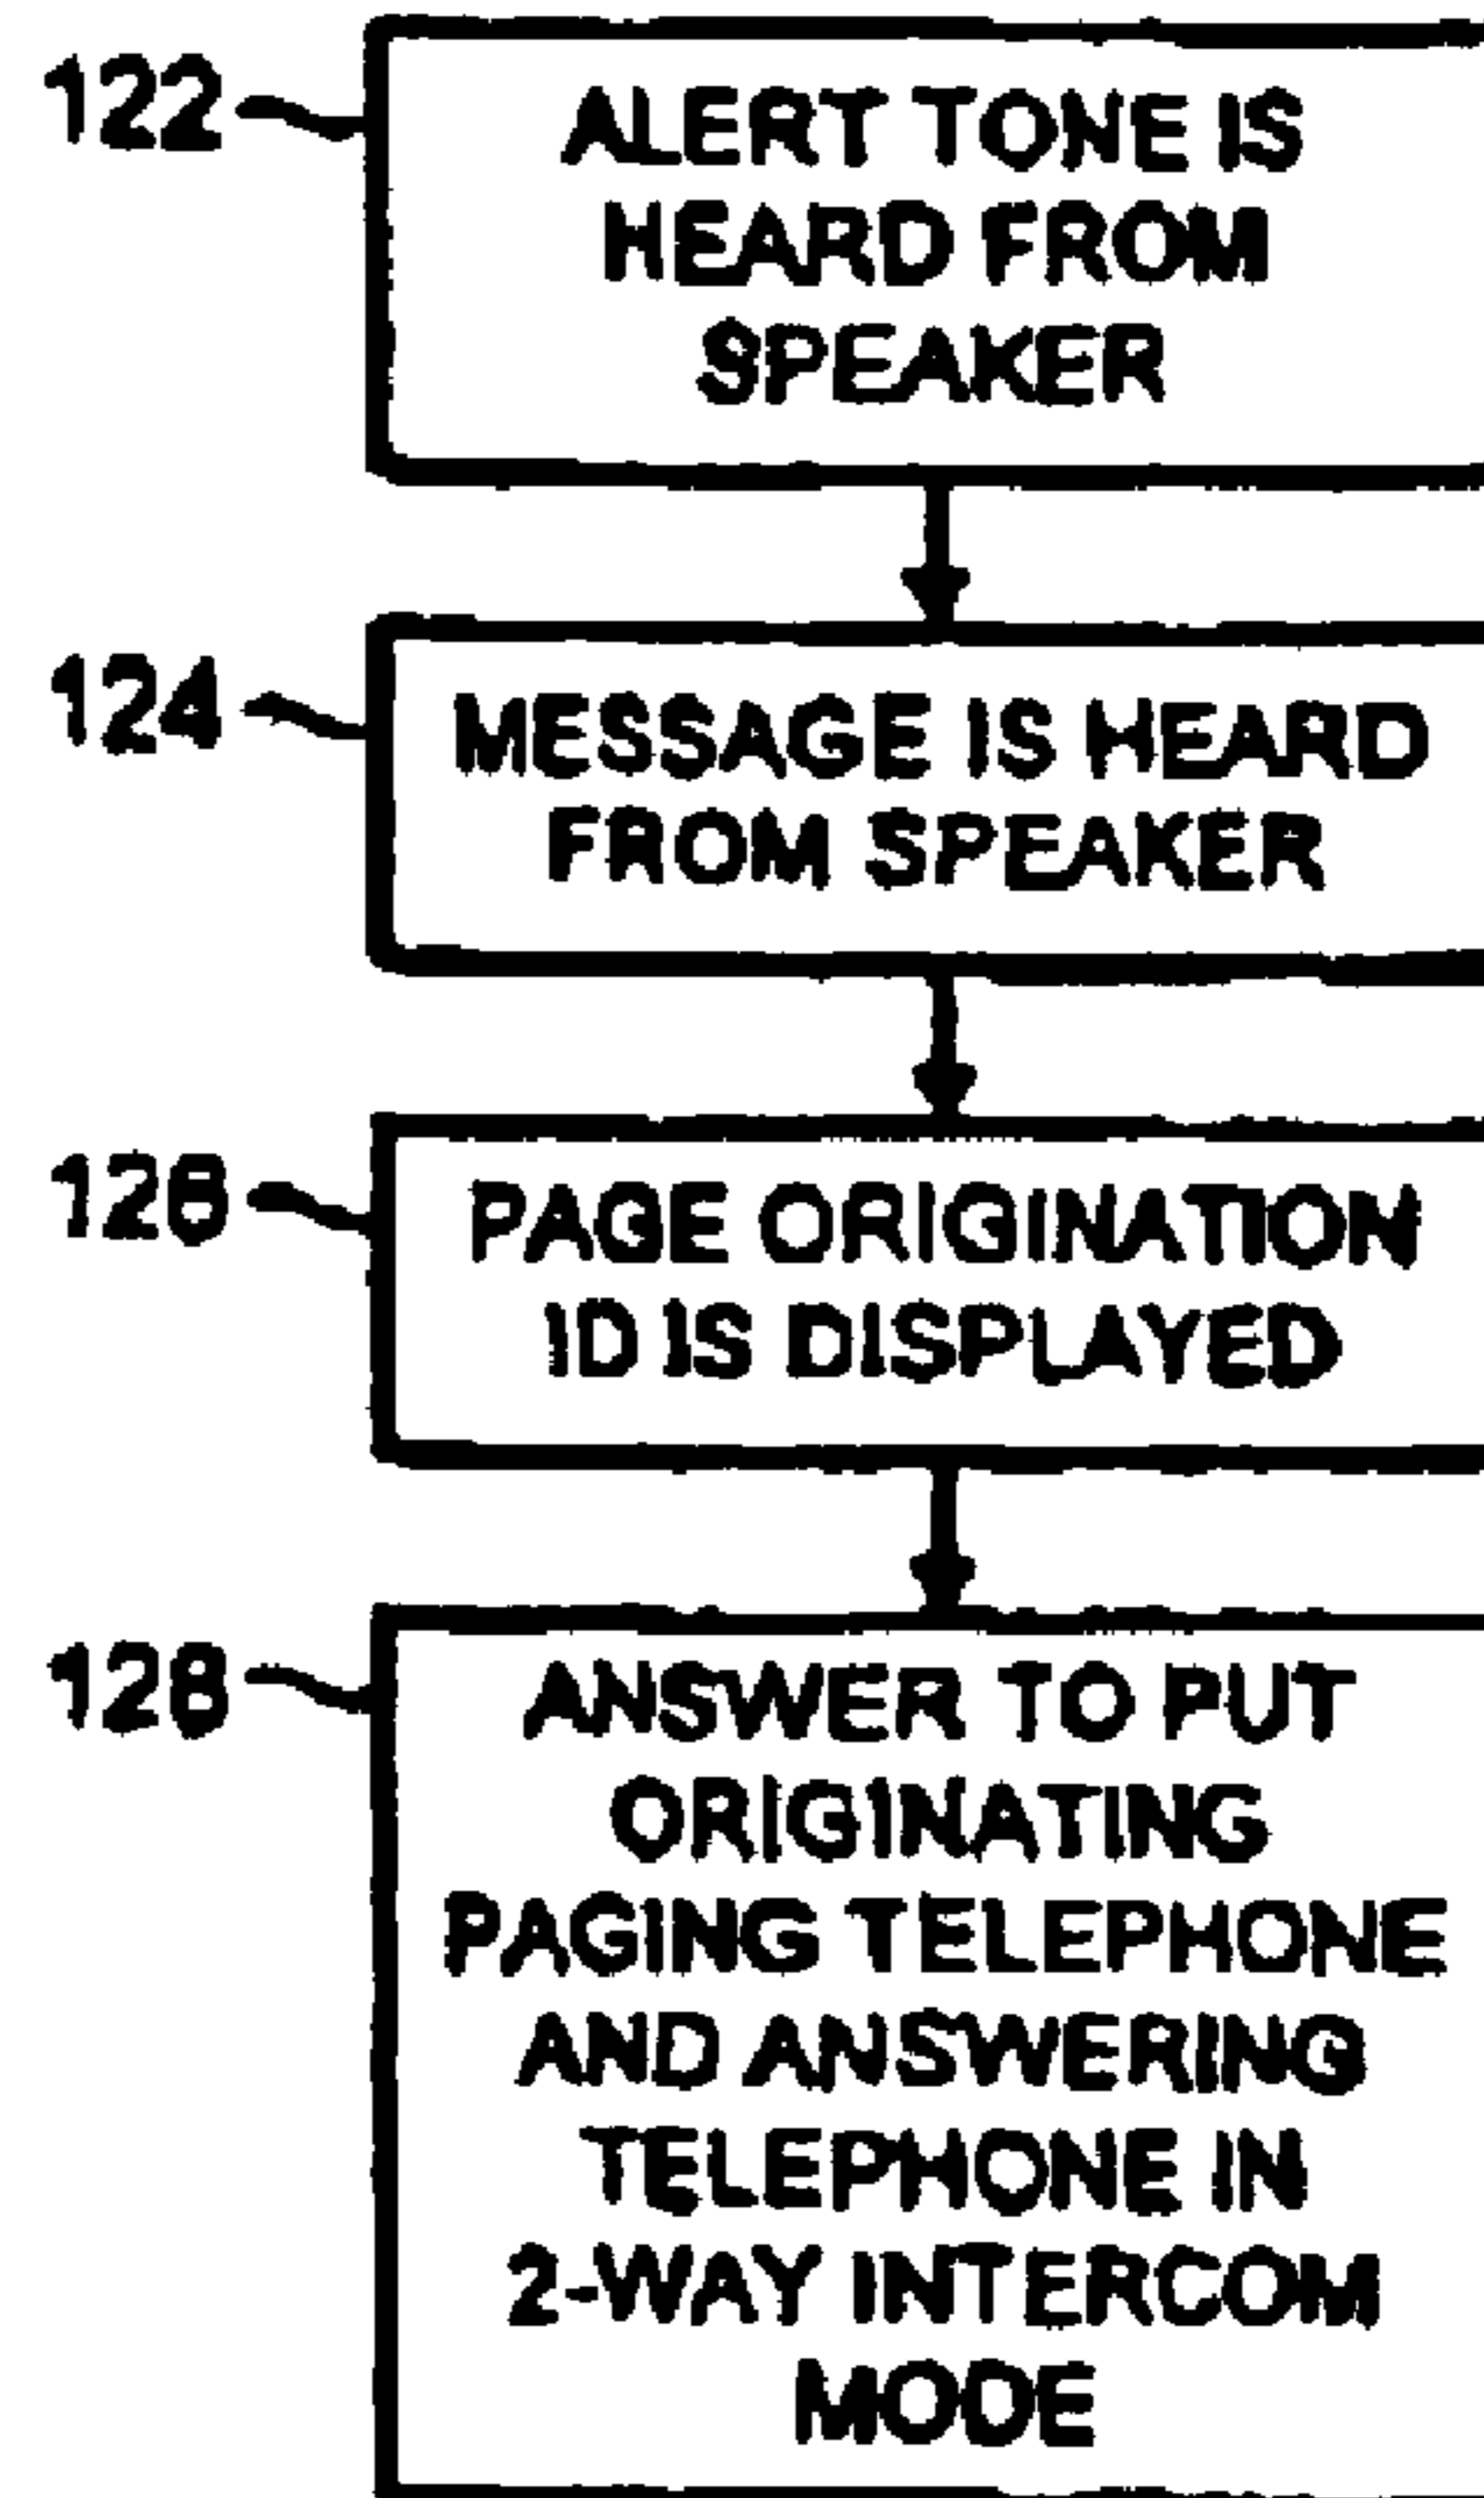 122
ALERT TONE IS
HEARD FROM
SPEAKER
124
MESSAGE IS HEARD
FROM SPEAKER
PAGE ORIGINATION
ID IS DISPLAYED
128
ANSWER TO PUT
ORIGINATING
PAGING TELEPHONE
AND ANSWERING
TELEPHONE IN
2-WAY INTERCOM
MODE